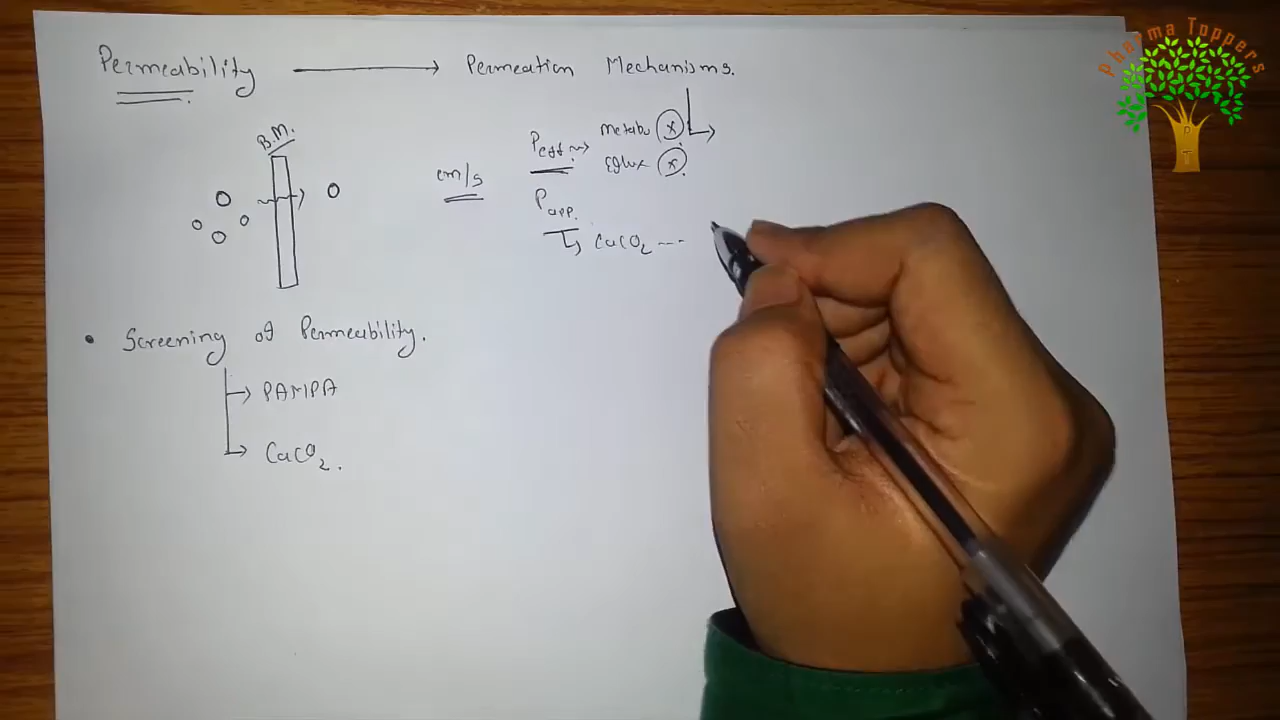 Permeability → Permeation Mechanisms.
B.M.
cm/s
Peff → Metabo (x)
Efflux (x).
Papp.
↳ CaCO2 ---
• Screening of Permeability.
→ PAMPA
→ CaCO2.
Pharma Toppers
PT